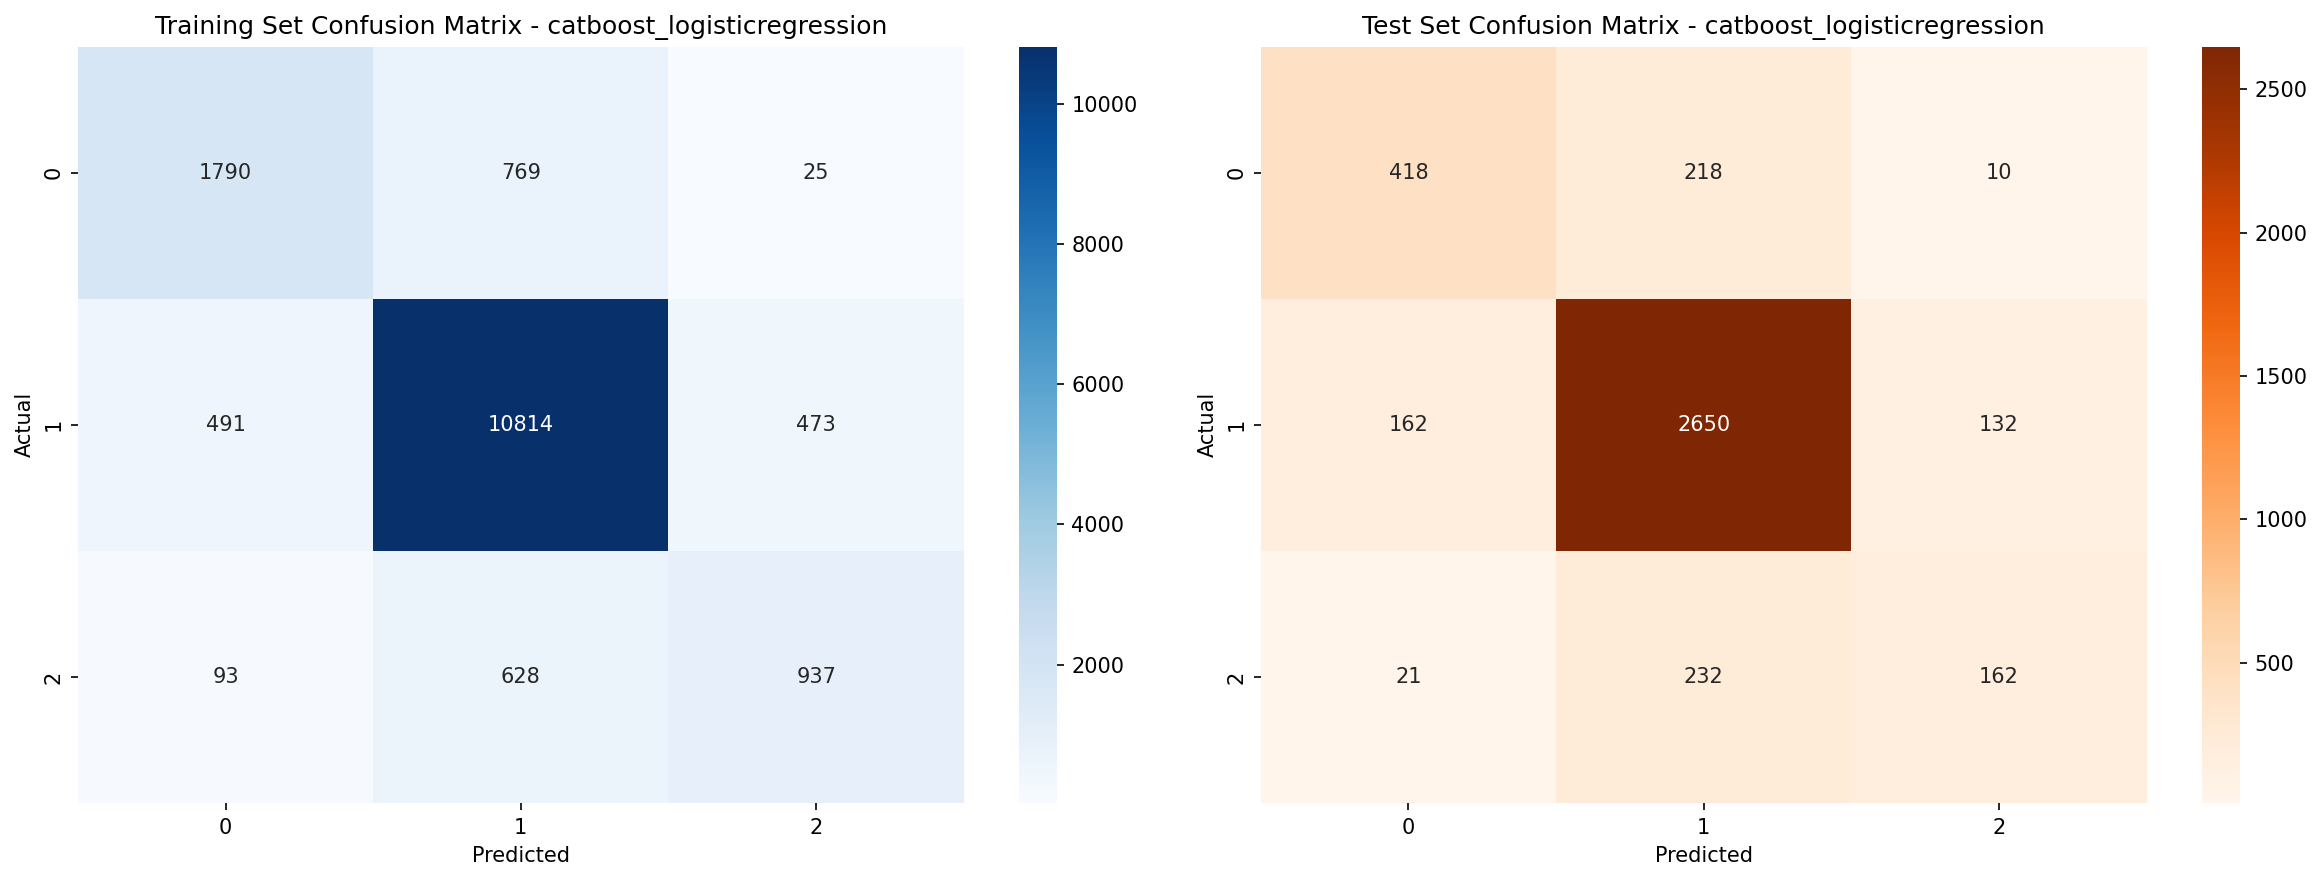 Training Set Confusion Matrix - catboost_logisticregression
0 1790 769 25
1 491 10814 473
2 93 628 937
0 1 2
Predicted
Actual
10000
8000
6000
4000
2000
Test Set Confusion Matrix - catboost_logisticregression
0 418 218 10
1 162 2650 132
2 21 232 162
0 1 2
Predicted
Actual
2500
2000
1500
1000
500